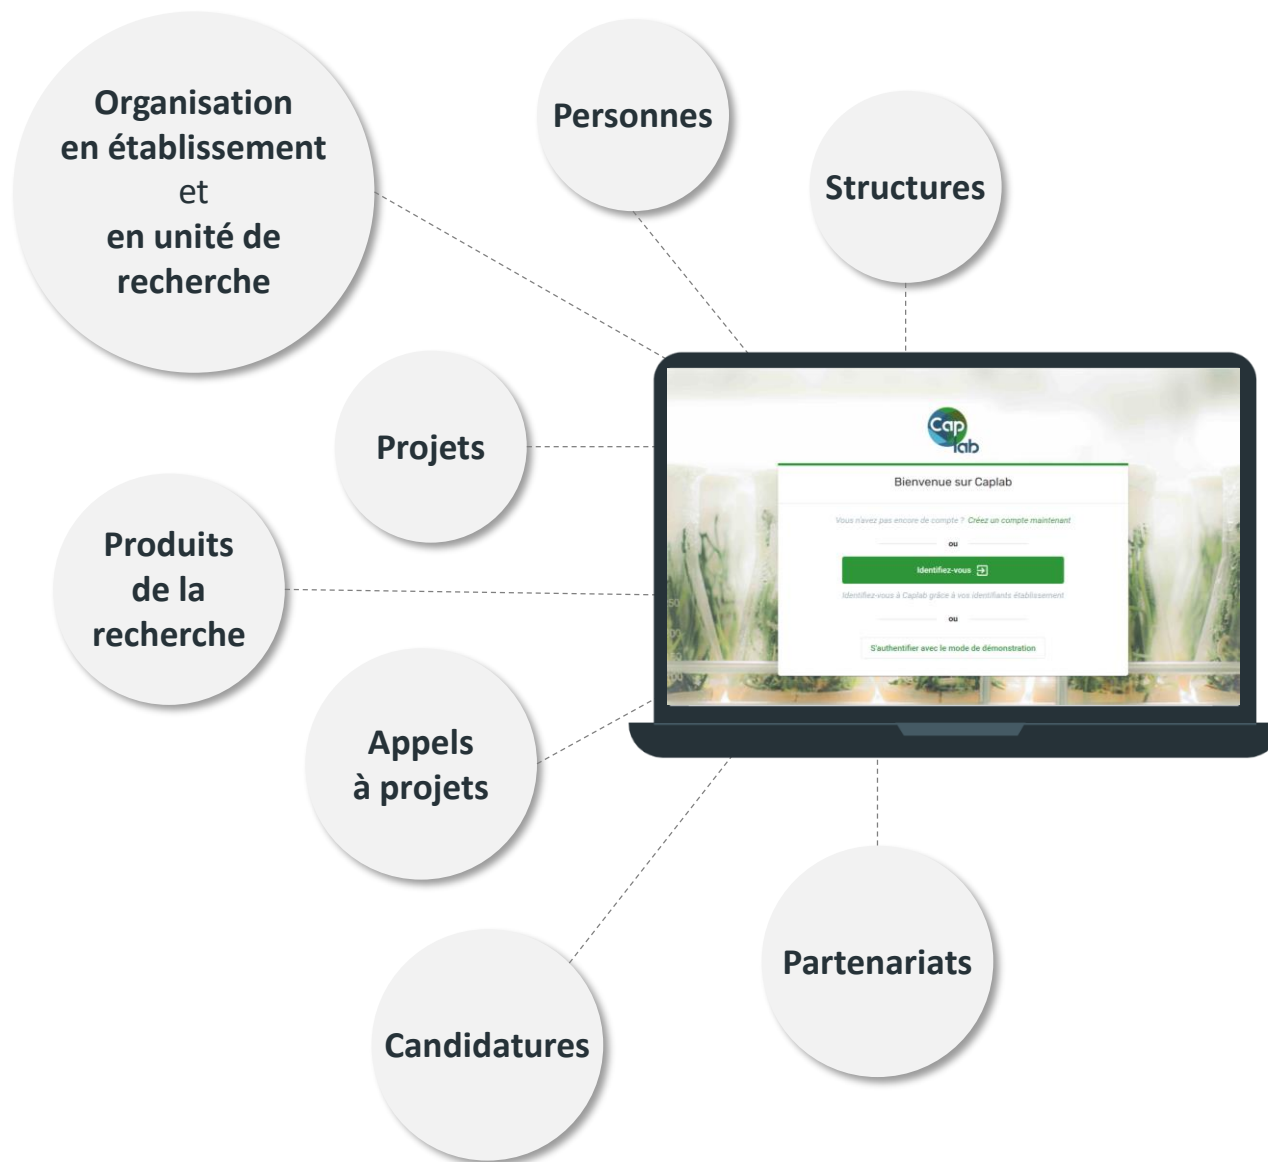 Organisation
en établissement
et
en unité de
recherche
Personnes
Structures
Projets
Produits
de la
recherche
Appels
à projets
Candidatures
Partenariats
Cap
lab
Bienvenue sur Caplab
Vous n'avez pas encore de compte ? Créez un compte maintenant
ou
Identifiez-vous
Identifiez-vous à Caplab grâce à vos identifiants établissement
ou
S'authentifier avec le mode de démonstration